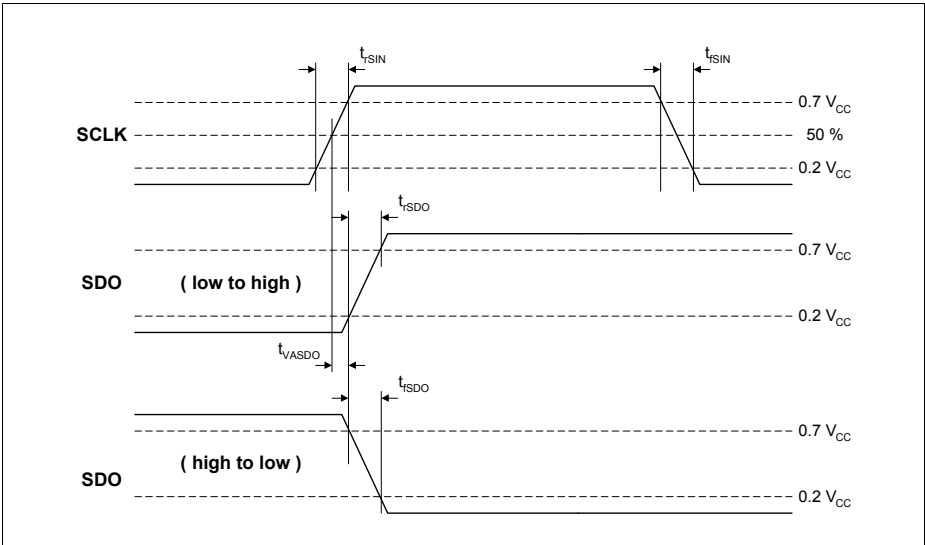 t_rSIN
t_fSIN
0.7 V_CC
SCLK
50 %
0.2 V_CC
t_rSDO
0.7 V_CC
SDO
( low to high )
0.2 V_CC
t_VASDO
t_fSDO
0.7 V_CC
( high to low )
SDO
0.2 V_CC